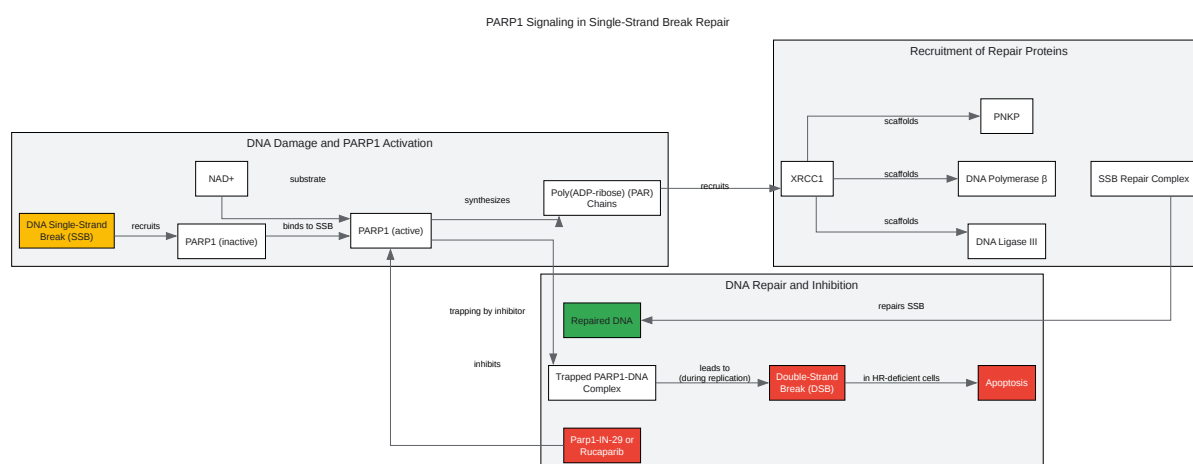 PARP1 Signaling in Single-Strand Break Repair
Recruitment of Repair Proteins
PNKP
scaffolds
XRCC1
scaffolds
DNA Polymerase β
SSB Repair Complex
scaffolds
DNA Ligase III
DNA Damage and PARP1 Activation
NAD+
substrate
synthesizes
Poly(ADP-ribose) (PAR)
Chains
recruits
DNA Single-Strand
Break (SSB)
recruits
PARP1 (inactive)
binds to SSB
PARP1 (active)
DNA Repair and Inhibition
trapping by inhibitor
Repaired DNA
repairs SSB
inhibits
Trapped PARP1-DNA
Complex
leads to
(during replication)
Double-Strand
Break (DSB)
in HR-deficient cells
Apoptosis
Parp1-IN-29 or
Rucaparib